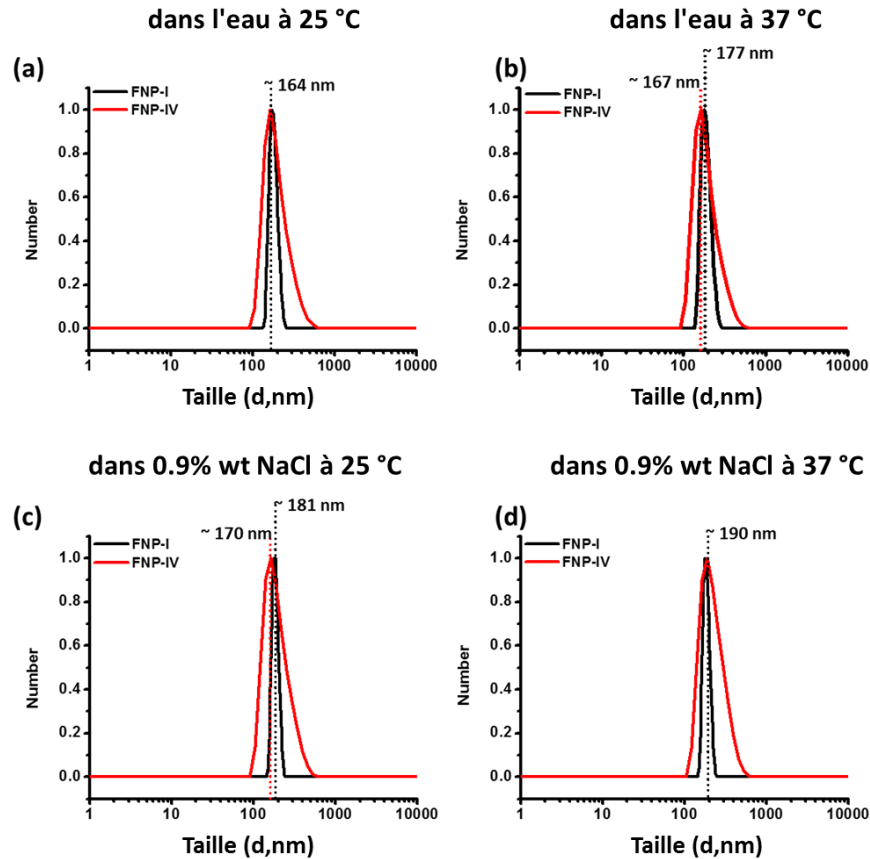 dans l'eau à 25 °C
(a)
~ 164 nm
FNP-I
FNP-IV
1.0
0.8
0.6
0.4
0.2
0.0
Number
1 10 100 1000 10000
Taille (d,nm)
dans l'eau à 37 °C
(b)
~ 177 nm
~ 167 nm
FNP-I
FNP-IV
1.0
0.8
0.6
0.4
0.2
0.0
Number
1 10 100 1000 10000
Taille (d,nm)
dans 0.9% wt NaCl à 25 °C
(c)
~ 181 nm
~ 170 nm
FNP-I
FNP-IV
1.0
0.8
0.6
0.4
0.2
0.0
Number
1 10 100 1000 10000
Taille (d,nm)
dans 0.9% wt NaCl à 37 °C
(d)
~ 190 nm
FNP-I
FNP-IV
1.0
0.8
0.6
0.4
0.2
0.0
Number
1 10 100 1000 10000
Taille (d,nm)